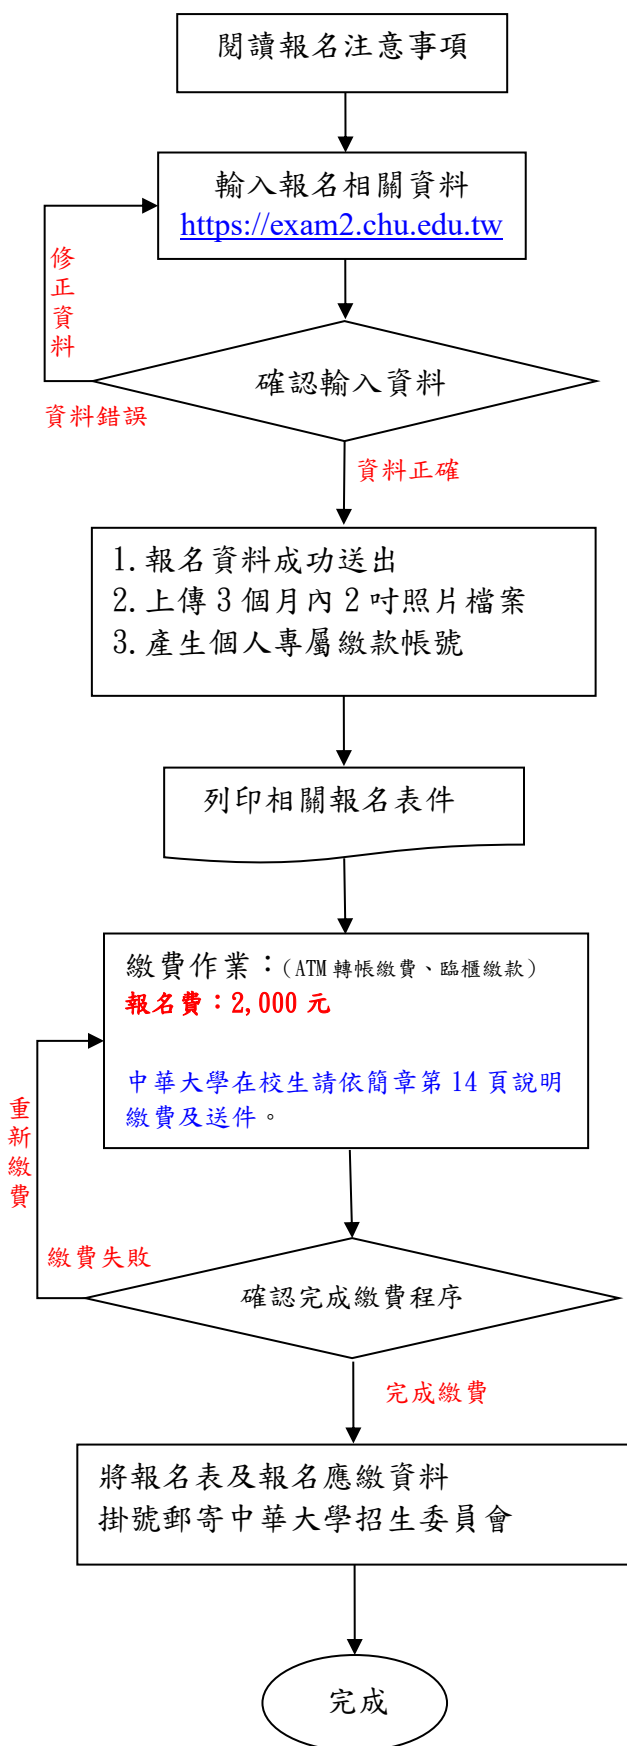 閱讀報名注意事項
輸入報名相關資料
https://exam2.chu.edu.tw
修正資料
確認輸入資料
資料錯誤
資料正確
1.報名資料成功送出
2.上傳 3 個月內 2 吋照片檔案
3.產生個人專屬繳款帳號
列印相關報名表件
繳費作業：（ATM 轉帳繳費、臨櫃繳款）
報名費：2,000 元
中華大學在校生請依簡章第 14 頁說明
繳費及送件。
重新繳費
繳費失敗
確認完成繳費程序
完成繳費
將報名表及報名應繳資料
掛號郵寄中華大學招生委員會
完成